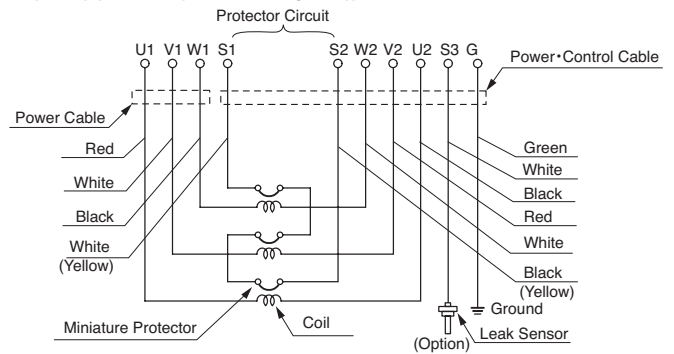 Protector Circuit
U1 V1 W1 S1 S2 W2 V2 U2 S3 G
Power•Control Cable
Power Cable
Red
White
Black
White
(Yellow)
Green
White
Black
Red
White
Black
(Yellow)
Ground
Miniature Protector
Coil
Leak Sensor
(Option)